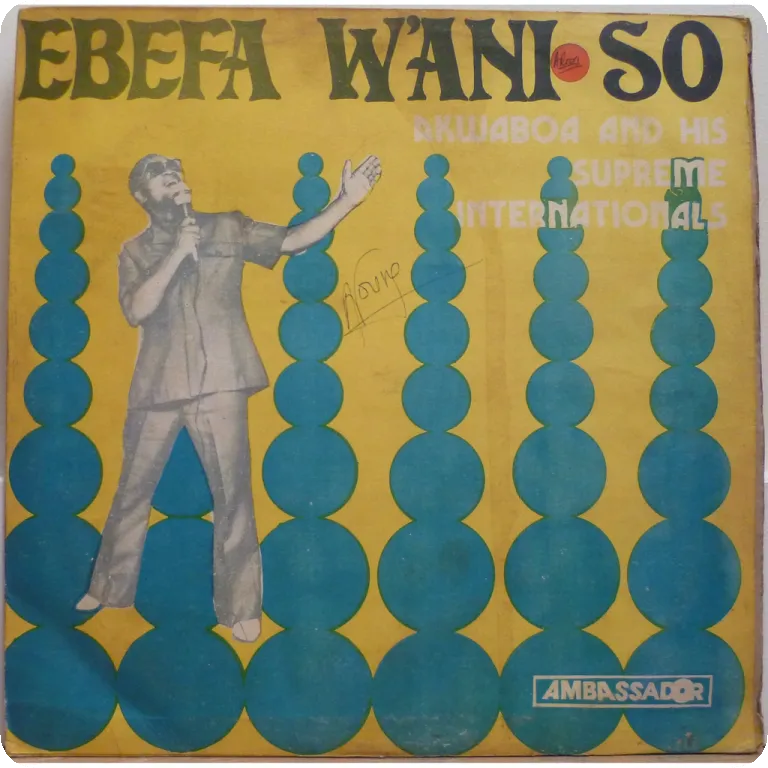 EBEFA W'ANI SO
AKWABOA AND HIS
SUPREME
INTERNATIONALS
AMBASSADOR